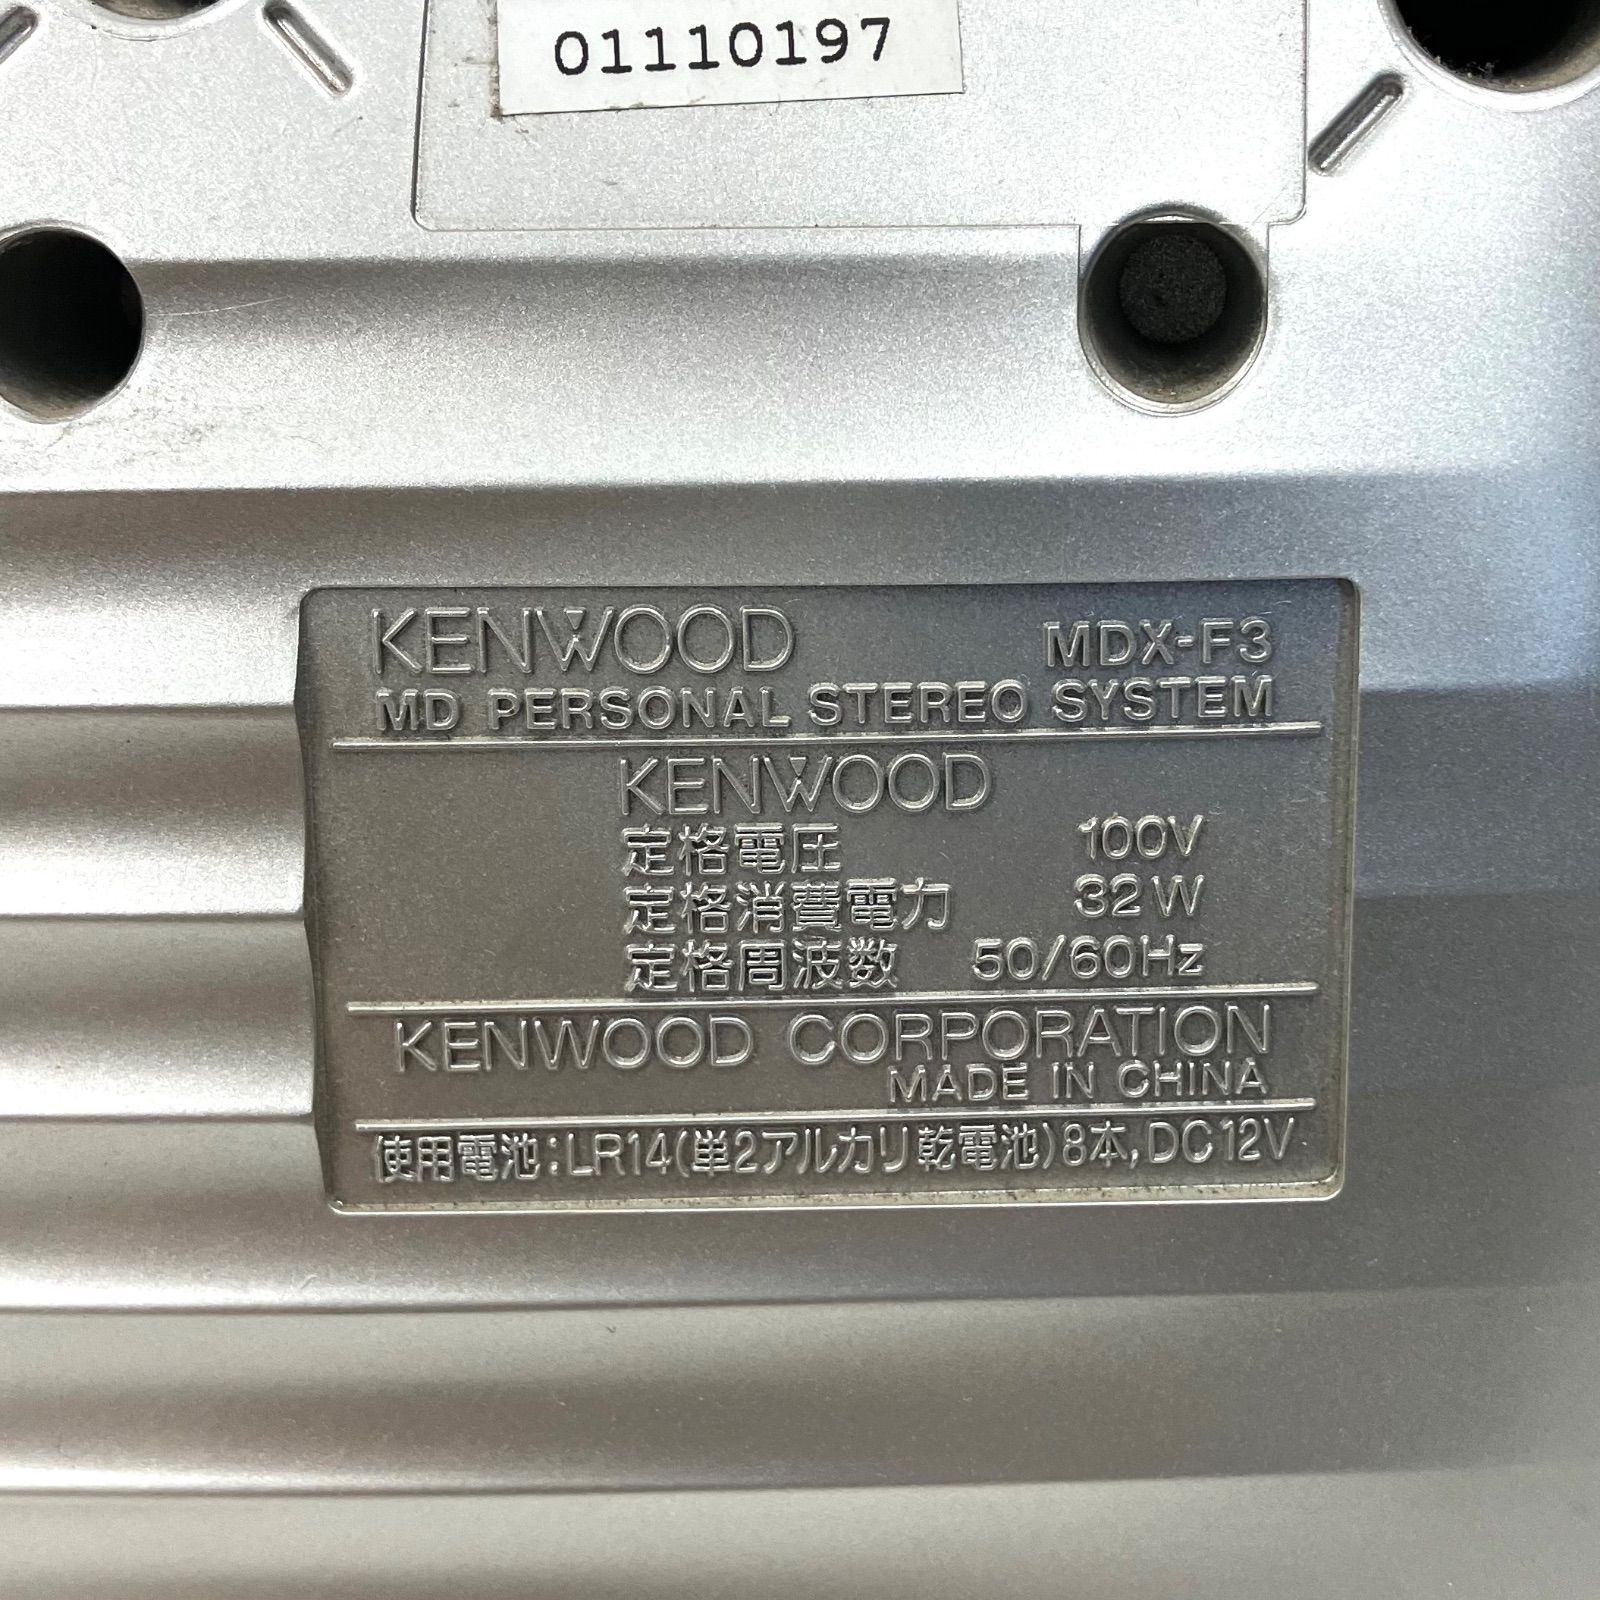 01110197
KENWOOD MDX-F3
MD PERSONAL STEREO SYSTEM
KENWOOD
定格電圧 100V
定格消費電力 32W
定格周波数 50/60Hz
KENWOOD CORPORATION
MADE IN CHINA
使用電池:LR14(単2アルカリ乾電池)8本,DC12V